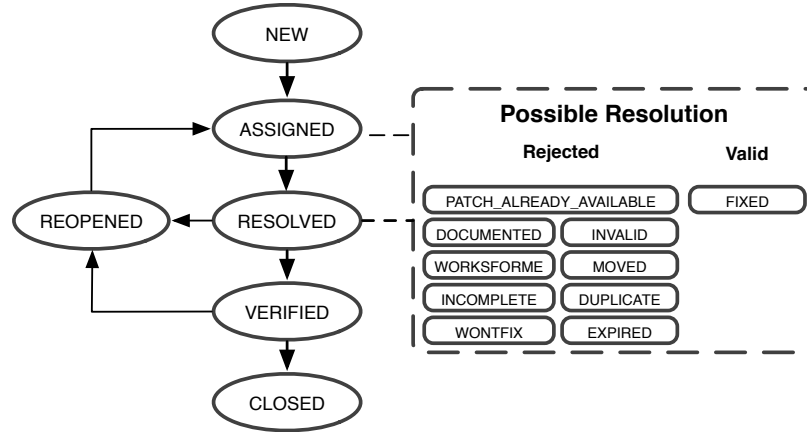 NEW
ASSIGNED
REOPENED
RESOLVED
VERIFIED
CLOSED
Possible Resolution
Rejected
Valid
PATCH_ALREADY_AVAILABLE
FIXED
DOCUMENTED
INVALID
WORKSFORME
MOVED
INCOMPLETE
DUPLICATE
WONTFIX
EXPIRED